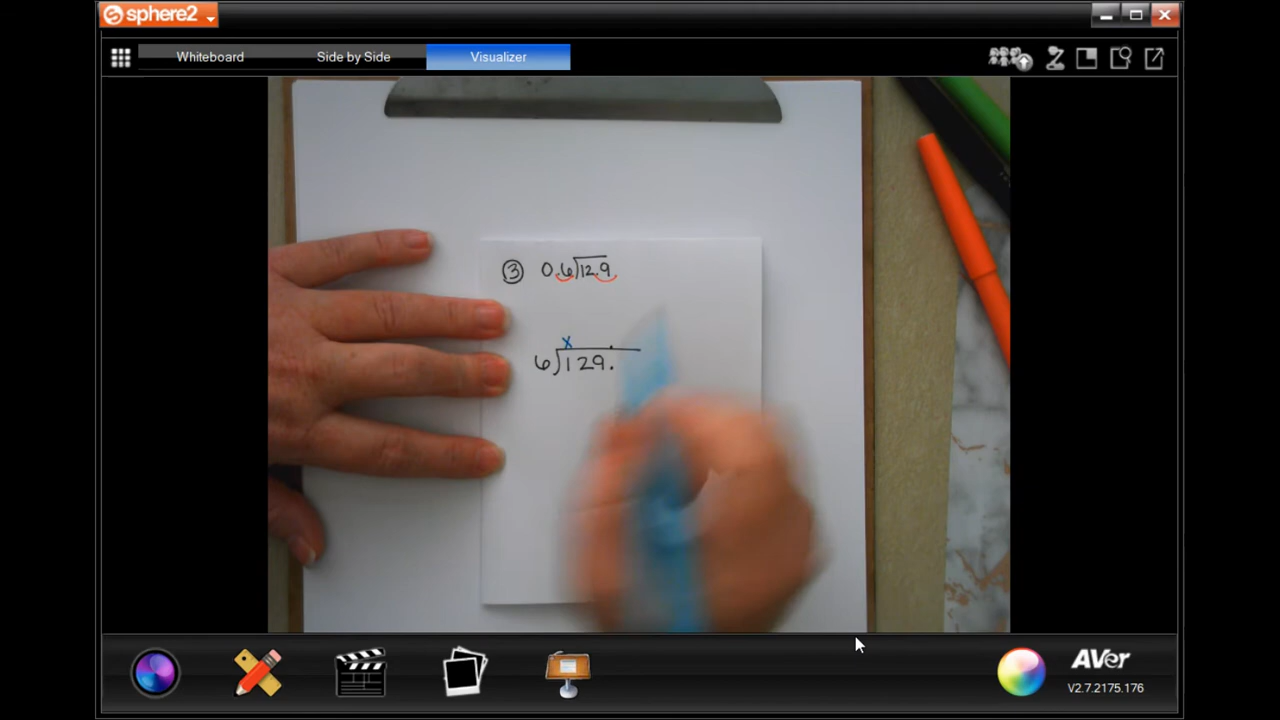 sphere2
Whiteboard Side by Side Visualizer
③ 0.6⟌12.9
x .
6⟌129.
AVer
V2.7.2175.176